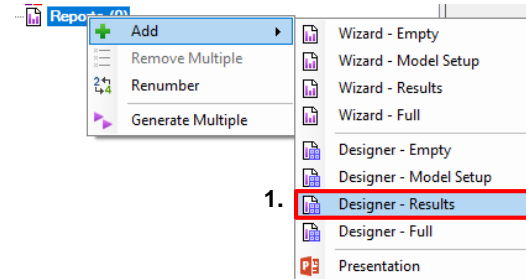 Reports (0)
Add
Remove Multiple
Renumber
Generate Multiple
Wizard - Empty
Wizard - Model Setup
Wizard - Results
Wizard - Full
Designer - Empty
Designer - Model Setup
1. Designer - Results
Designer - Full
Presentation